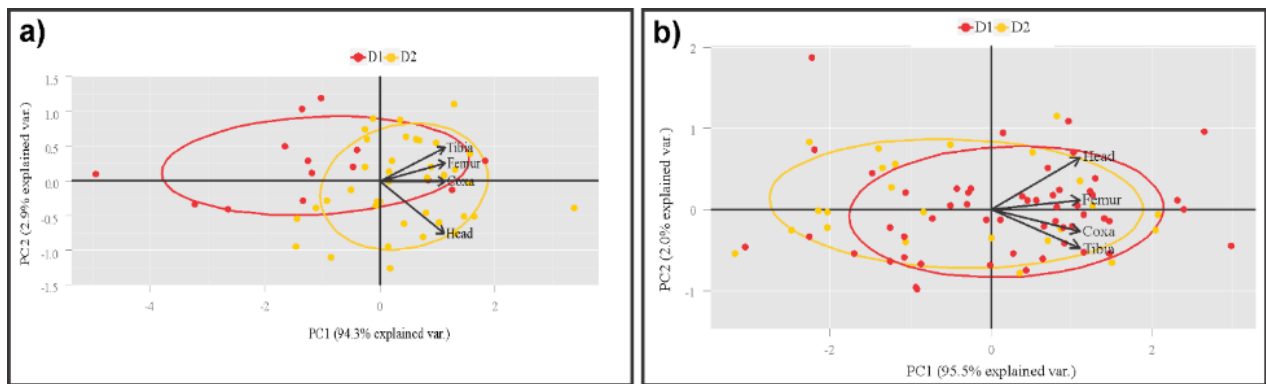 a)
D1 D2
1.5
1.0
0.5
0.0
-0.5
-1.0
-1.5
PC2 (2.9% explained var.)
Tibia
Femur
Coxa
Head
-4 -2 0 2
PC1 (94.3% explained var.)
b)
D1 D2
2
1
0
-1
PC2 (2.0% explained var.)
Head
Femur
Coxa
Tibia
-2 0 2
PC1 (95.5% explained var.)